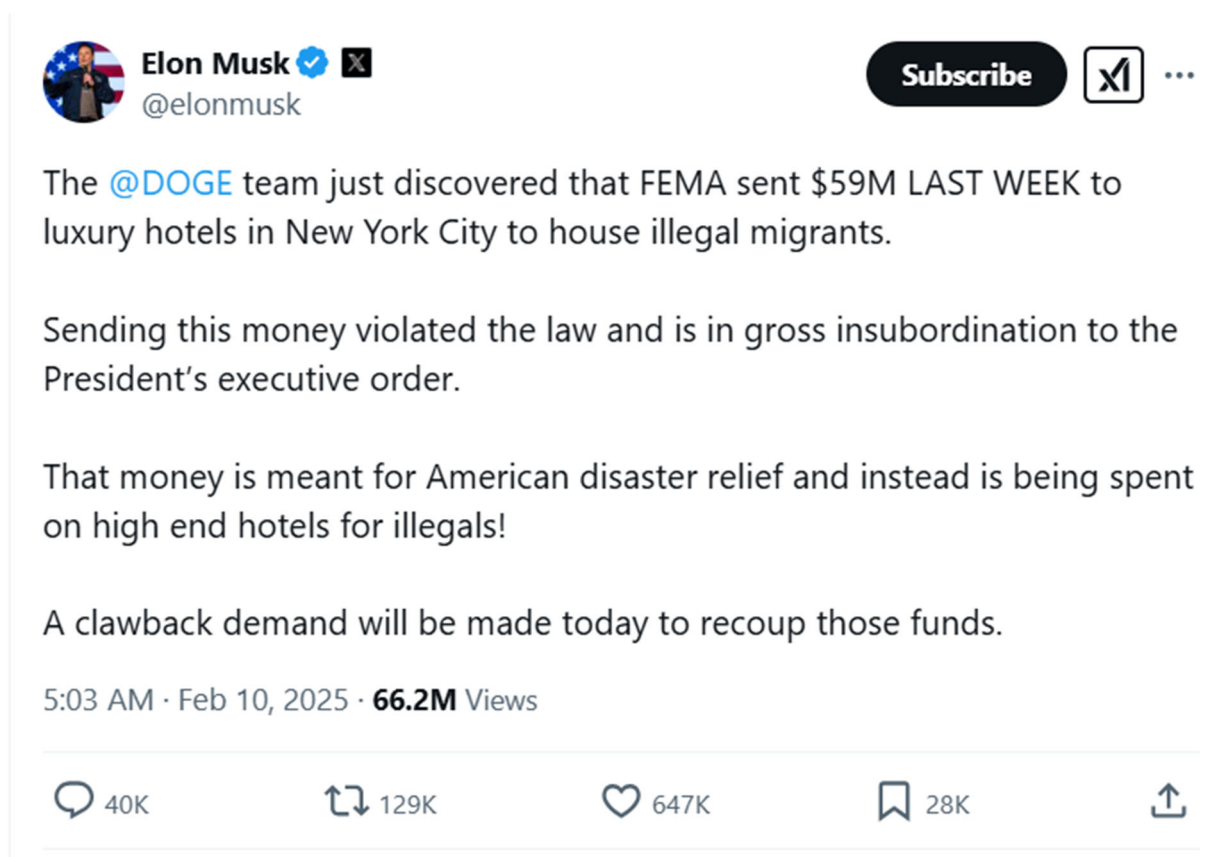 Elon Musk
@elonmusk
Subscribe
The @DOGE team just discovered that FEMA sent $59M LAST WEEK to
luxury hotels in New York City to house illegal migrants.
Sending this money violated the law and is in gross insubordination to the
President’s executive order.
That money is meant for American disaster relief and instead is being spent
on high end hotels for illegals!
A clawback demand will be made today to recoup those funds.
5:03 AM · Feb 10, 2025 · 66.2M Views
40K 129K 647K 28K